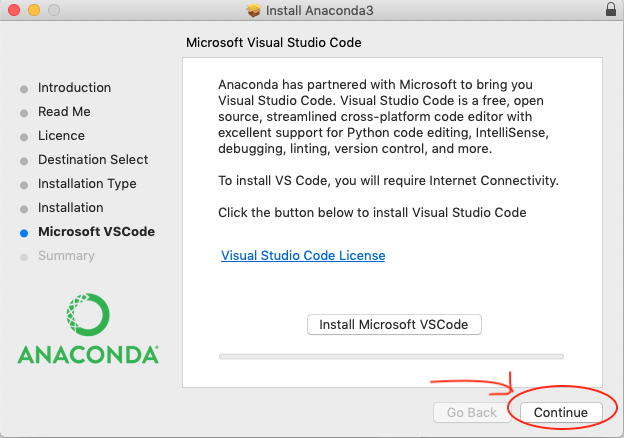 Install Anaconda3
Microsoft Visual Studio Code
Introduction
Read Me
Licence
Destination Select
Installation Type
Installation
Microsoft VSCode
Summary
ANACONDA
Anaconda has partnered with Microsoft to bring you
Visual Studio Code. Visual Studio Code is a free, open
source, streamlined cross-platform code editor with
excellent support for Python code editing, IntelliSense,
debugging, linting, version control, and more.
To install VS Code, you will require Internet Connectivity.
Click the button below to install Visual Studio Code
Visual Studio Code License
Install Microsoft VSCode
Go Back
Continue